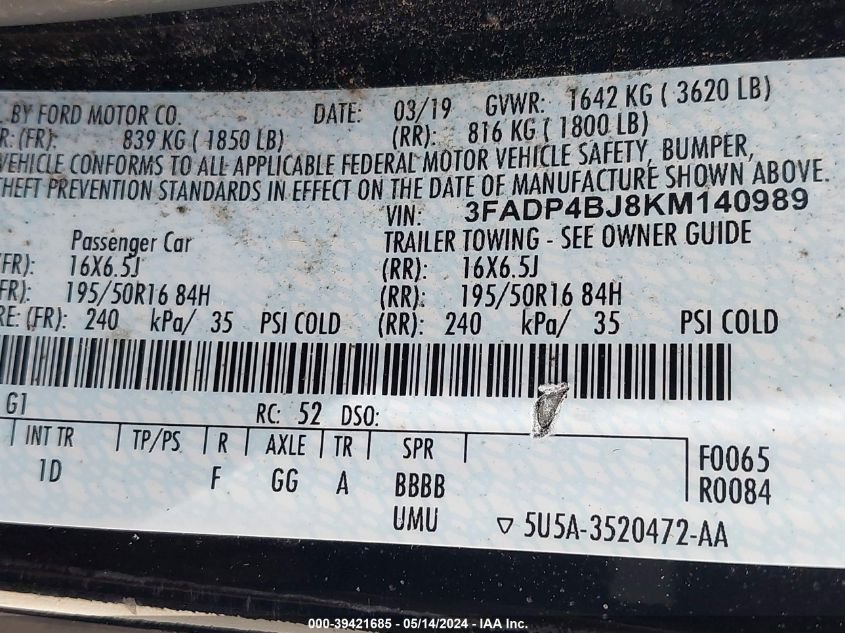 BY FORD MOTOR CO. DATE: 03/19 GVWR: 1642 KG ( 3620 LB)
(FR): 839 KG ( 1850 LB) (RR): 816 KG ( 1800 LB)
VEHICLE CONFORMS TO ALL APPLICABLE FEDERAL MOTOR VEHICLE SAFETY, BUMPER,
THEFT PREVENTION STANDARDS IN EFFECT ON THE DATE OF MANUFACTURE SHOWN ABOVE.
VIN: 3FADP4BJ8KM140989
Passenger Car TRAILER TOWING - SEE OWNER GUIDE
FR): 16X6.5J (RR): 16X6.5J
FR): 195/50R16 84H (RR): 195/50R16 84H
RE: (FR): 240 kPa/ 35 PSI COLD (RR): 240 kPa/ 35 PSI COLD
G1 RC: 52 DSO:
INT TR TP/PS R AXLE TR SPR F0065
1D F GG A BBBB R0084
UMU ▽ 5U5A-3520472-AA
000-39421685 - 05/14/2024 - IAA Inc.